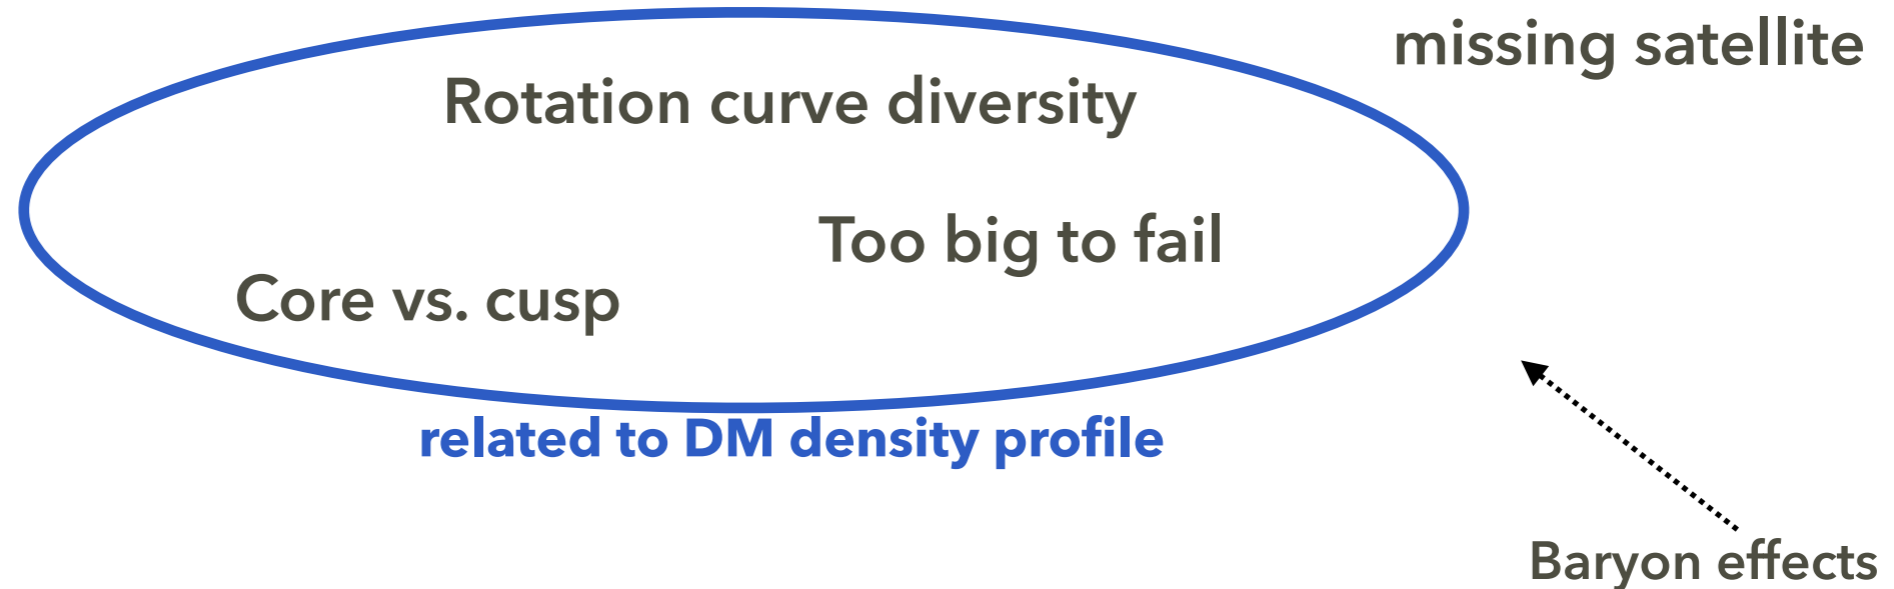 missing satellite
Rotation curve diversity
Too big to fail
Core vs. cusp
related to DM density profile
Baryon effects